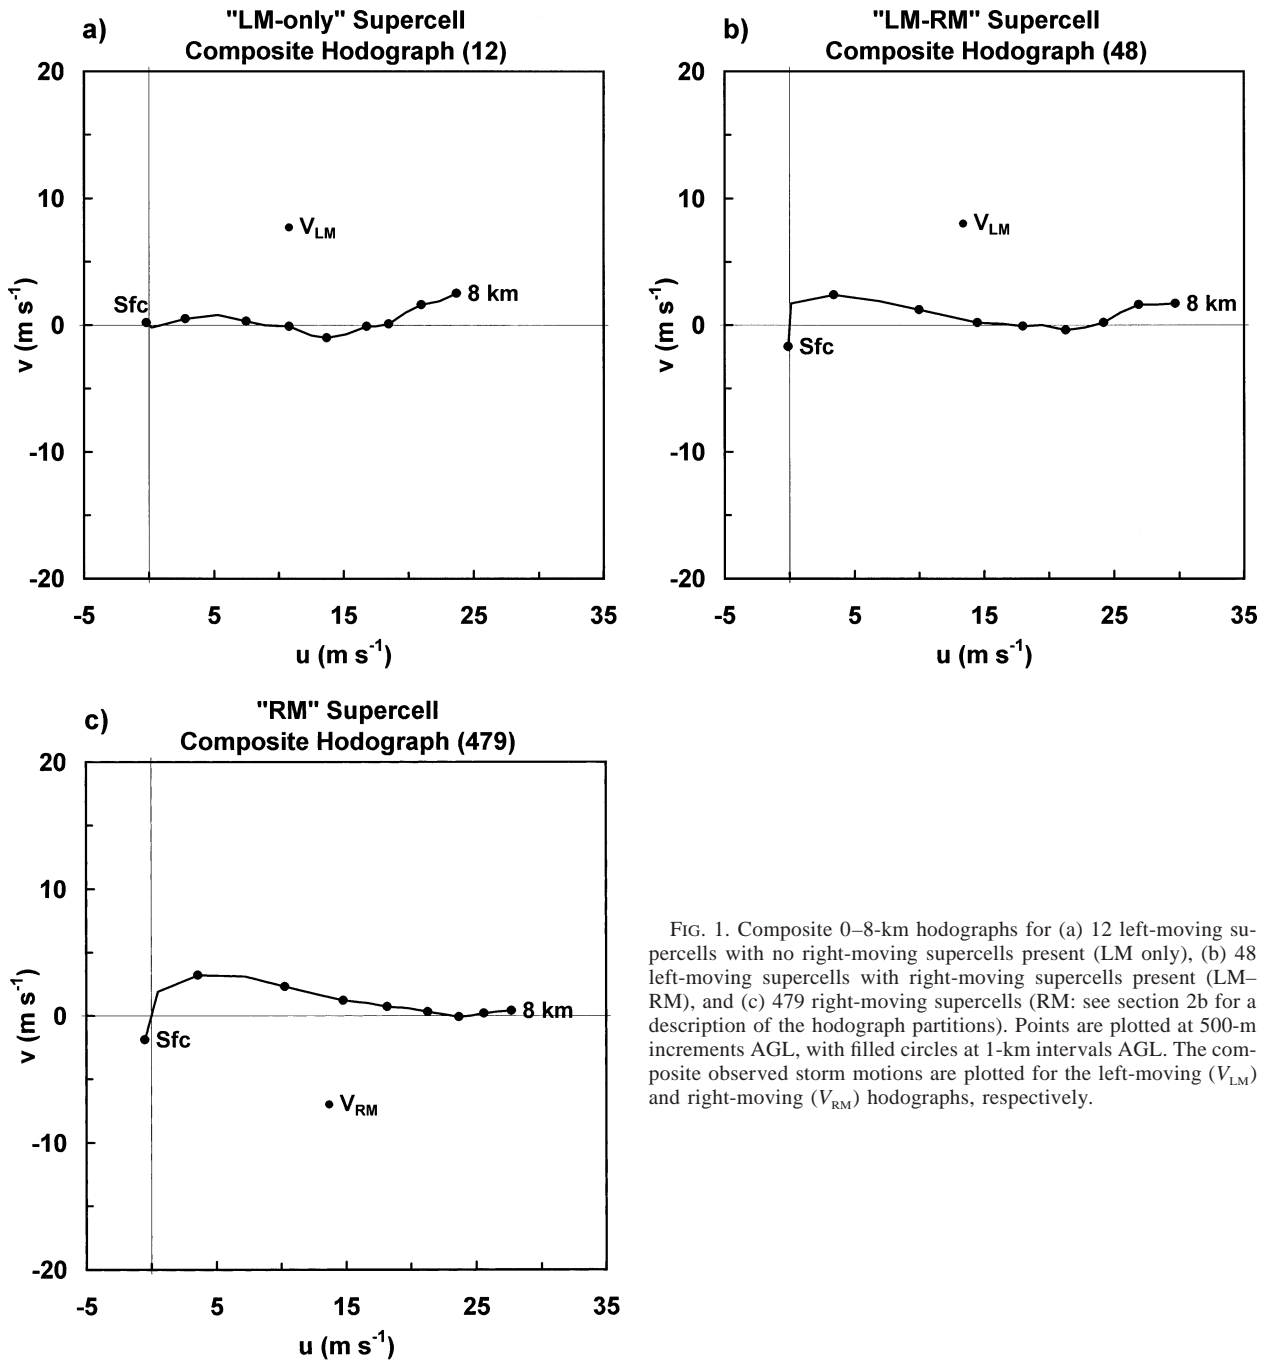 a)
"LM-only" Supercell
Composite Hodograph (12)
20
10
0
-10
-20
v (m s⁻¹)
Sfc
V_LM
8 km
-5 5 15 25 35
u (m s⁻¹)
b)
"LM-RM" Supercell
Composite Hodograph (48)
20
10
0
-10
-20
v (m s⁻¹)
V_LM
8 km
Sfc
-5 5 15 25 35
u (m s⁻¹)
c)
"RM" Supercell
Composite Hodograph (479)
20
10
0
-10
-20
v (m s⁻¹)
8 km
Sfc
V_RM
-5 5 15 25 35
u (m s⁻¹)
FIG. 1. Composite 0–8-km hodographs for (a) 12 left-moving su-
percells with no right-moving supercells present (LM only), (b) 48
left-moving supercells with right-moving supercells present (LM–
RM), and (c) 479 right-moving supercells (RM: see section 2b for a
description of the hodograph partitions). Points are plotted at 500-m
increments AGL, with filled circles at 1-km intervals AGL. The com-
posite observed storm motions are plotted for the left-moving (V_LM)
and right-moving (V_RM) hodographs, respectively.